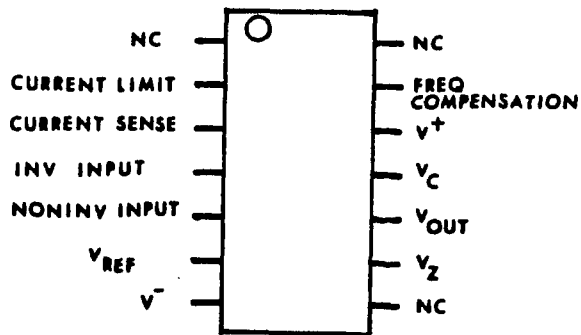 NC
CURRENT LIMIT
CURRENT SENSE
INV INPUT
NONINV INPUT
VREF
V-
NC
FREQ
COMPENSATION
V+
VC
VOUT
VZ
NC